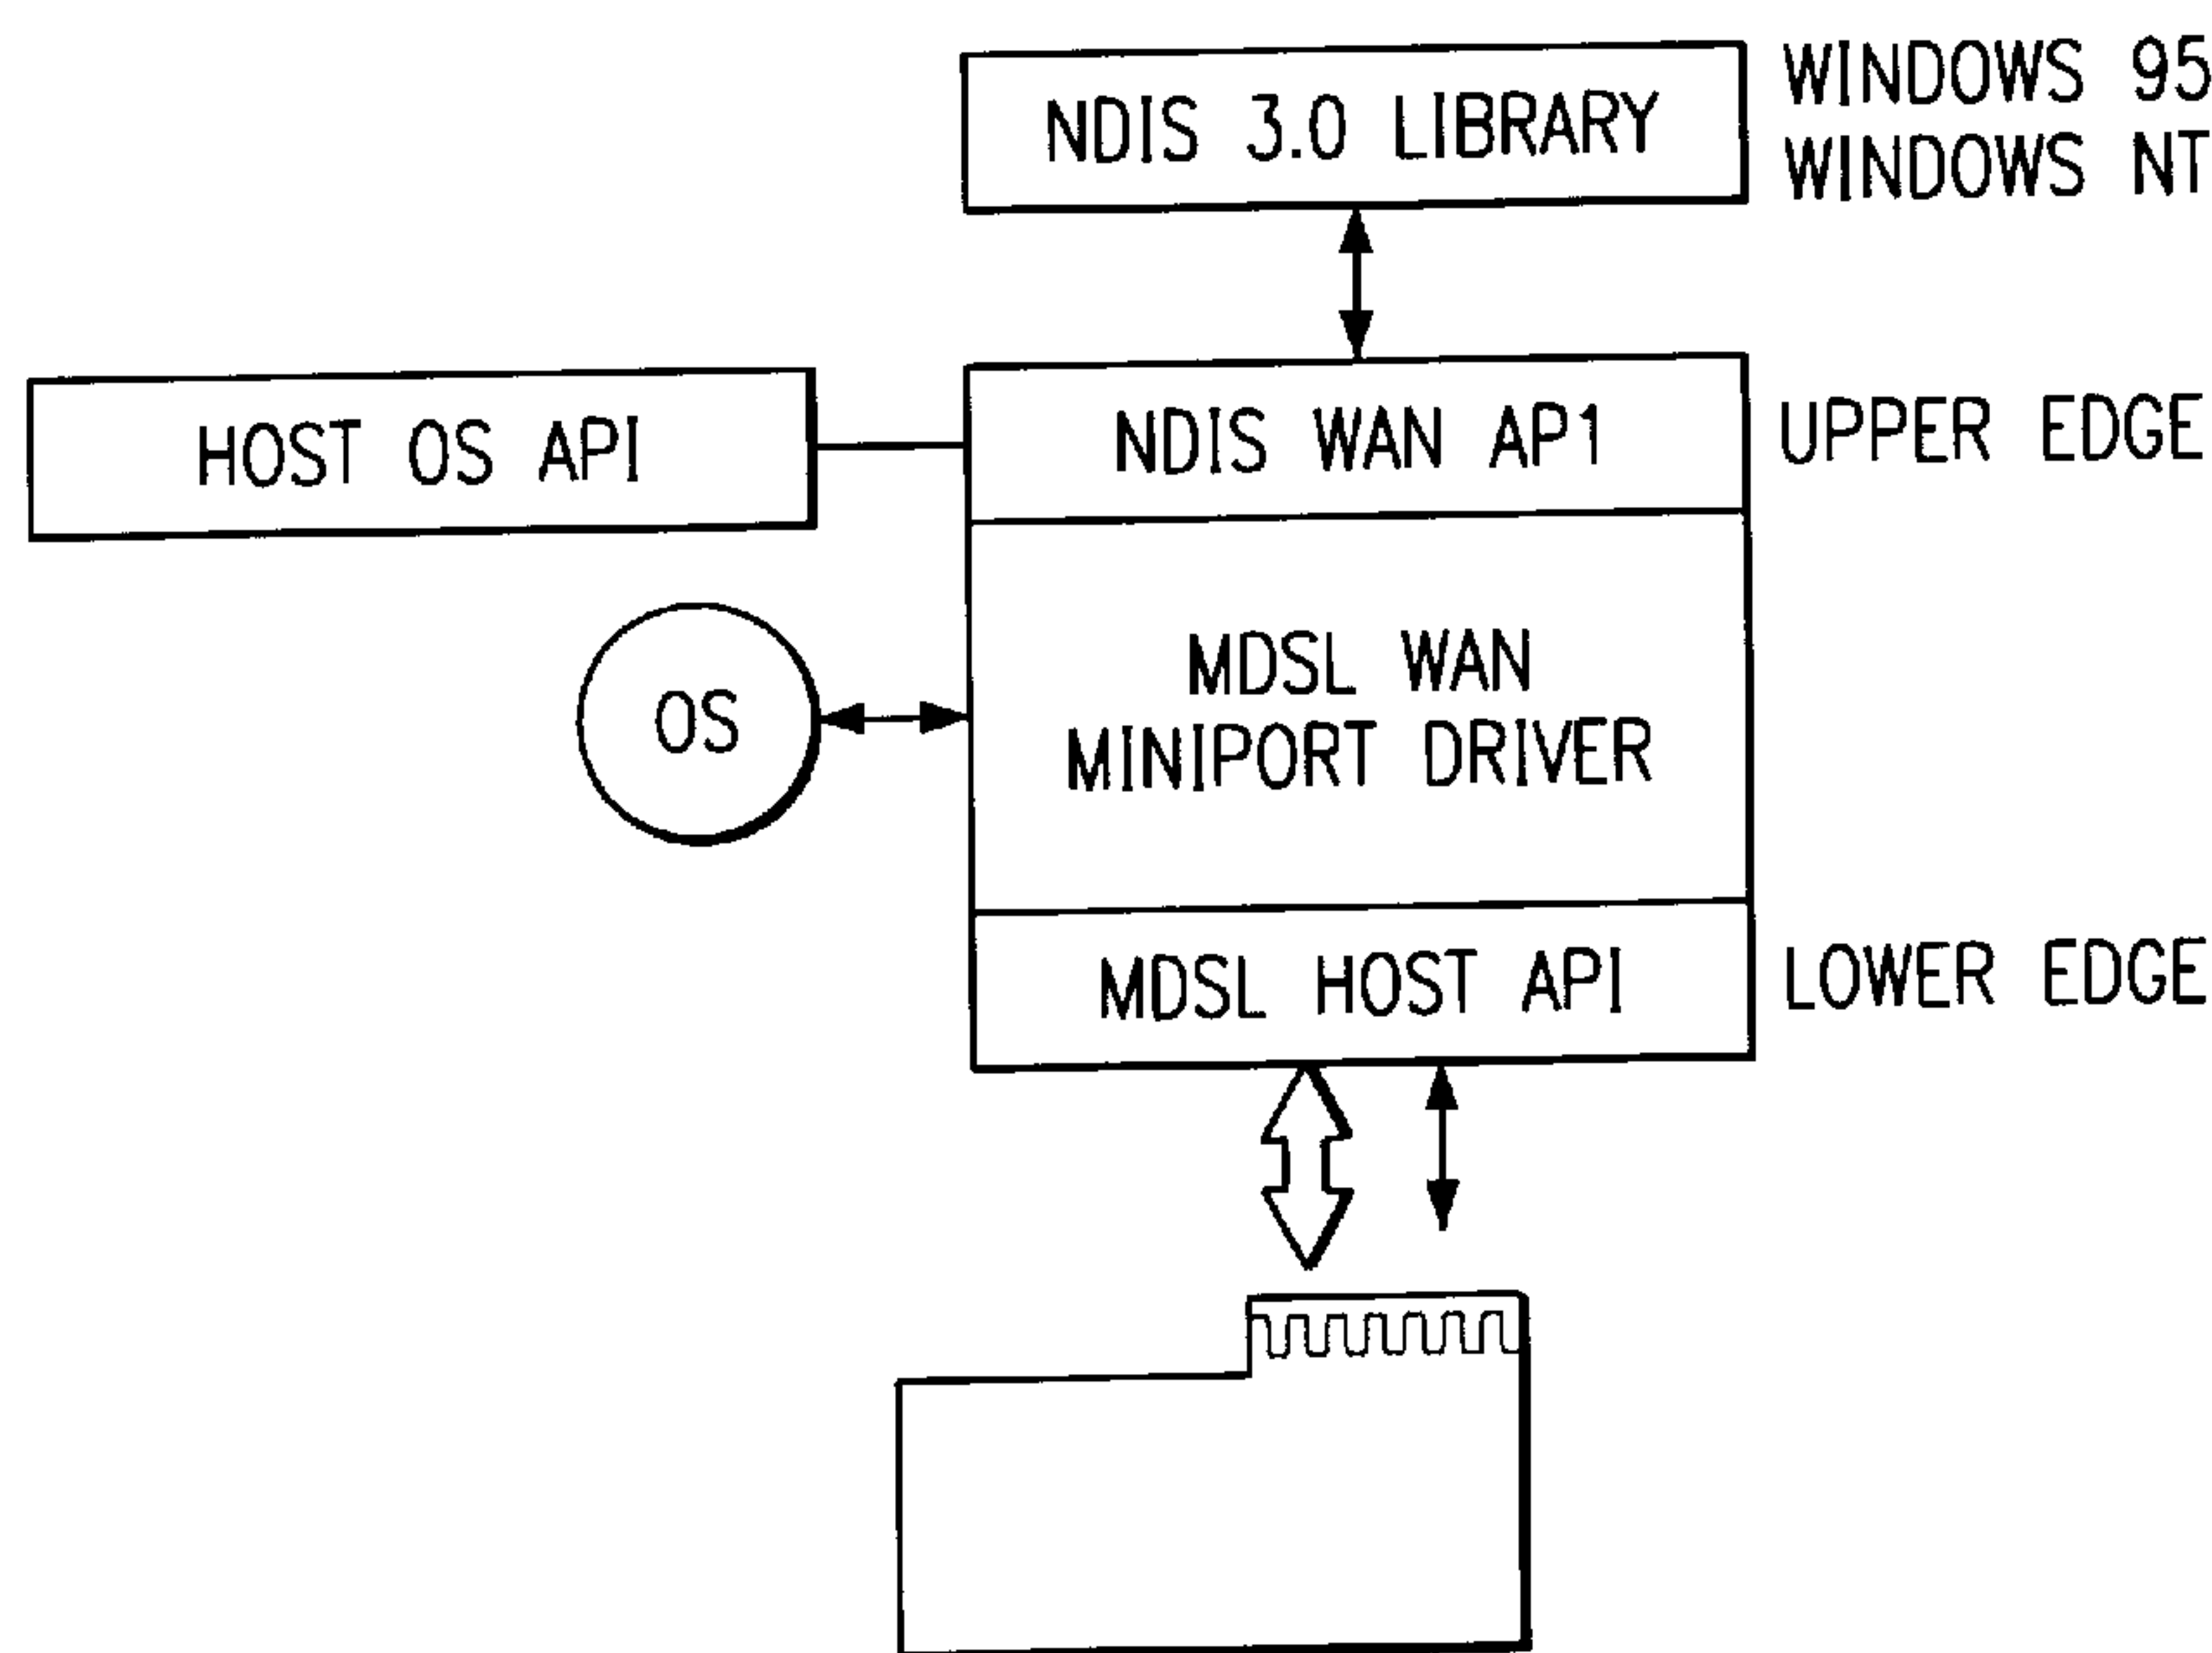 NDIS 3.0 LIBRARY
WINDOWS 95
WINDOWS NT
HOST OS API
NDIS WAN AP1
UPPER EDGE
OS
MDSL WAN
MINIPORT DRIVER
MDSL HOST API
LOWER EDGE